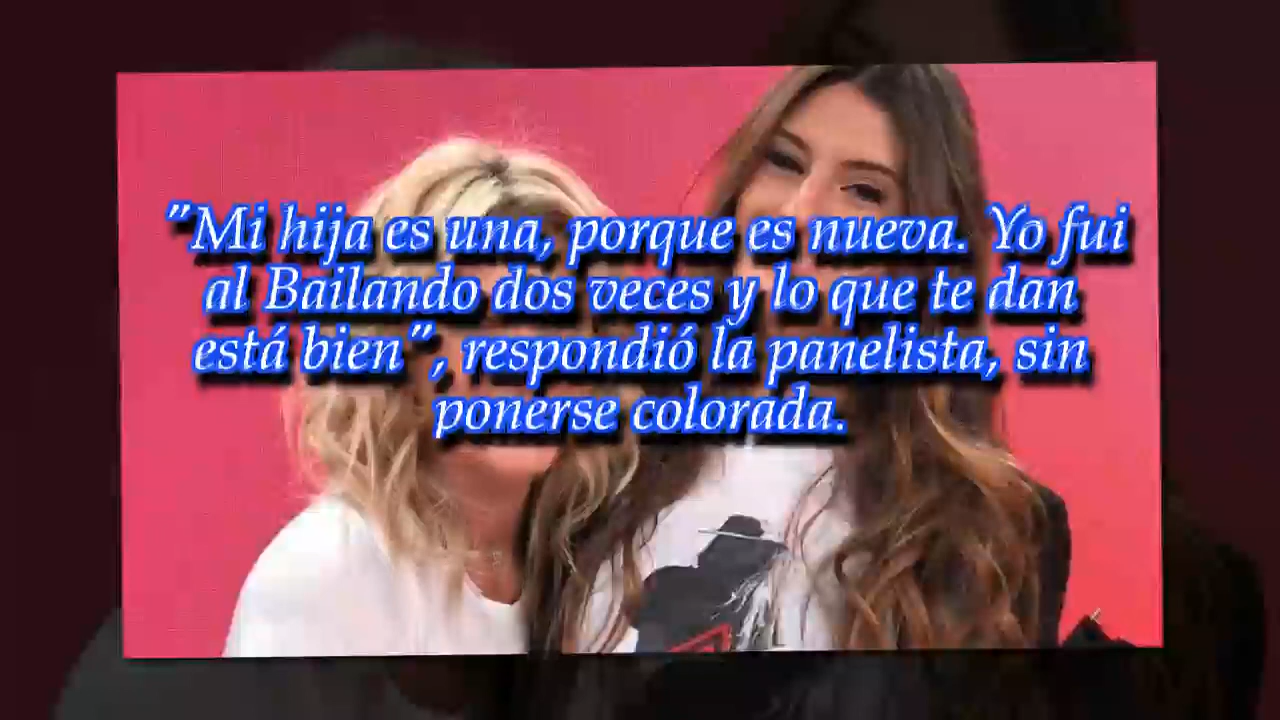 "Mi hija es una, porque es nueva. Yo fui
al Bailando dos veces y lo que te dan
está bien", respondió la panelista, sin
ponerse colorada.